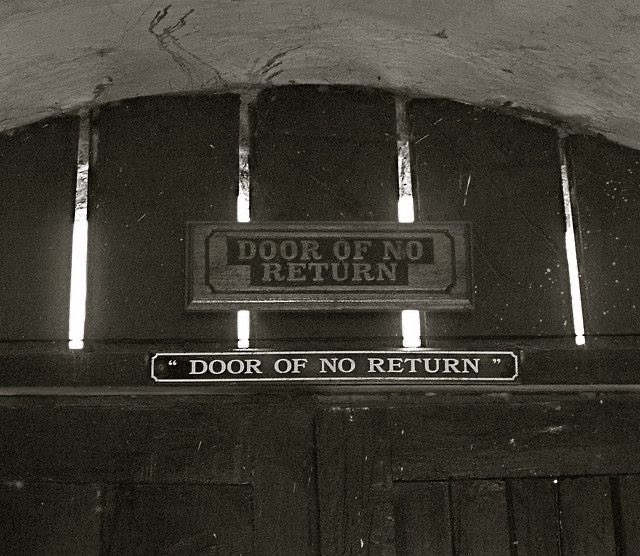 DOOR OF NO
RETURN
“ DOOR OF NO RETURN ”